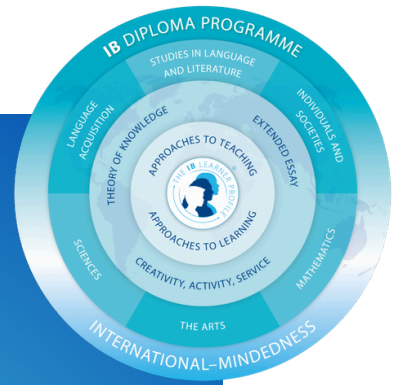 IB DIPLOMA PROGRAMME
STUDIES IN LANGUAGE
AND LITERATURE
LANGUAGE
ACQUISITION
INDIVIDUALS AND
SOCIETIES
THEORY OF KNOWLEDGE
EXTENDED ESSAY
APPROACHES TO TEACHING
THE IB LEARNER PROFILE
®
APPROACHES TO LEARNING
CREATIVITY, ACTIVITY, SERVICE
SCIENCES
MATHEMATICS
THE ARTS
INTERNATIONAL–MINDEDNESS